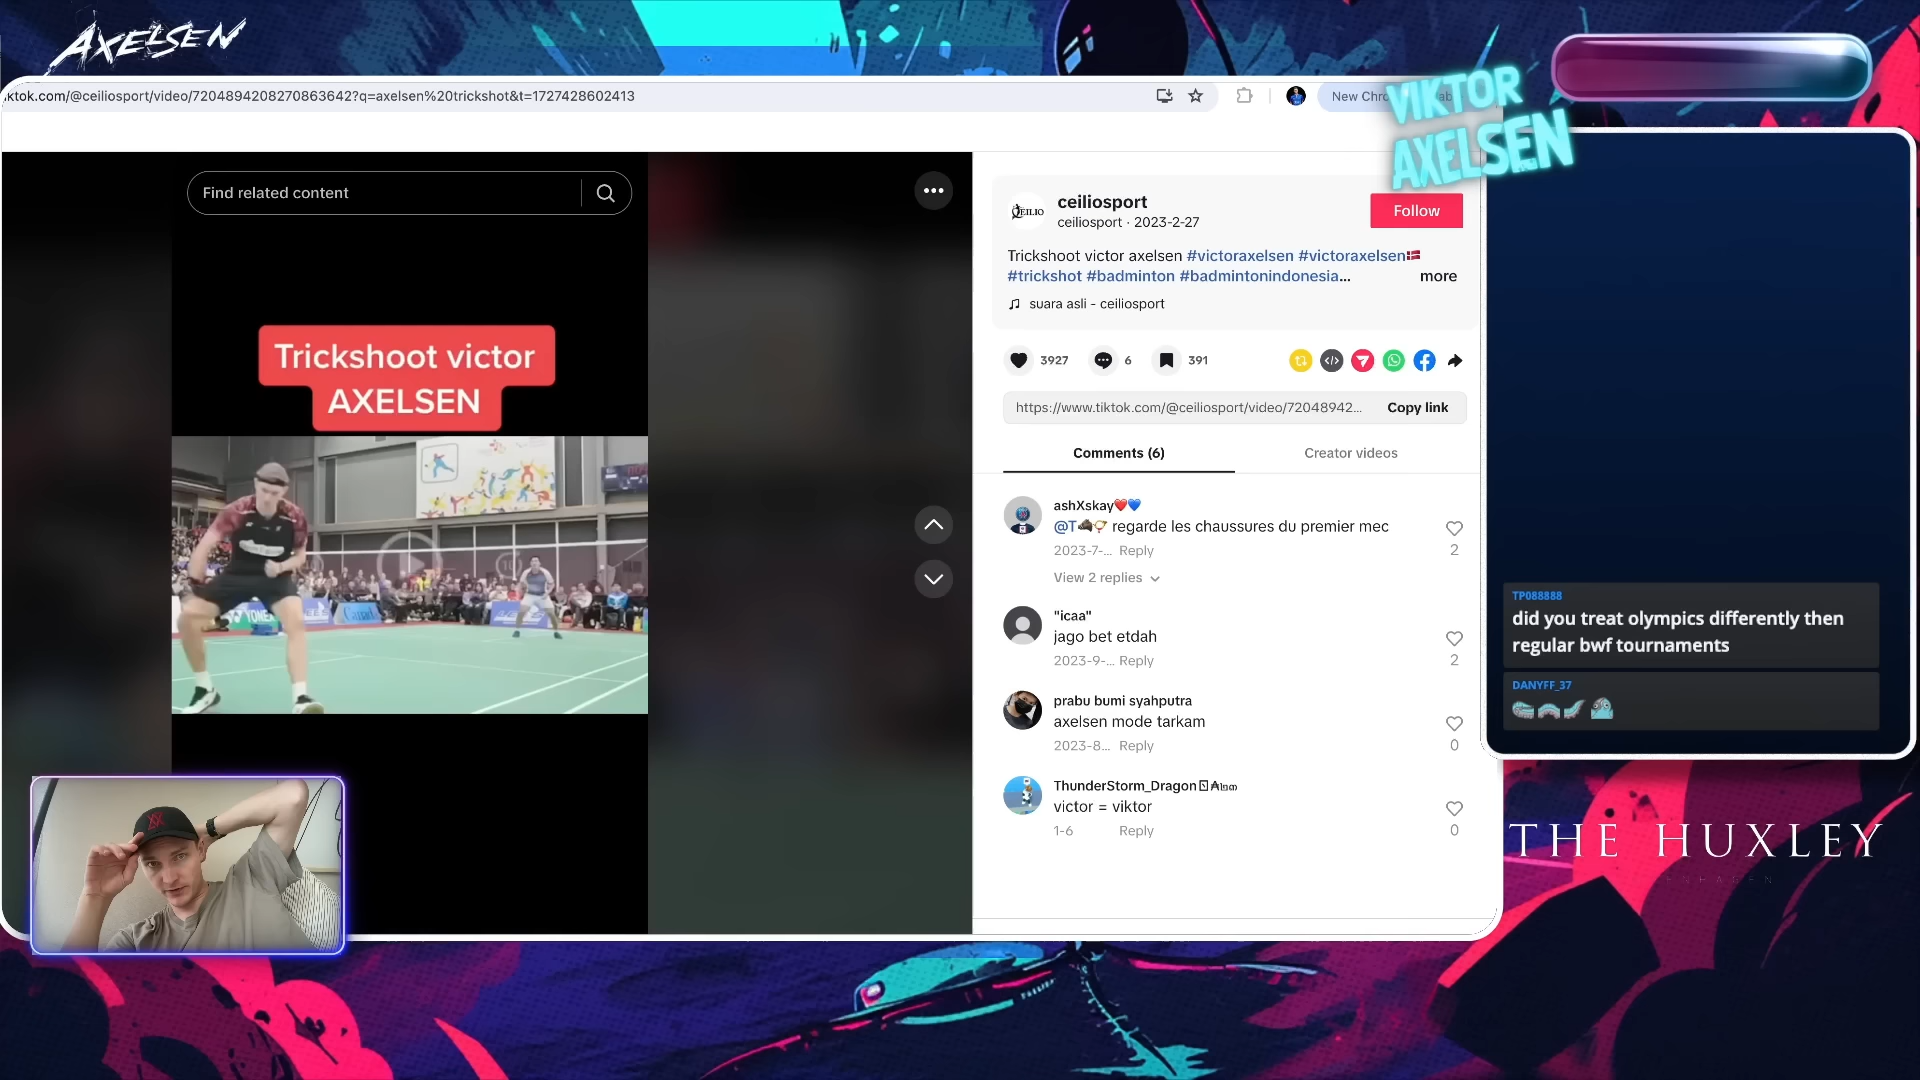 AXELSEN
ktok.com/@ceiliosport/video/7204894208270863642?q=axelsen%20trickshot&t=1727428602413
New Chro
VIKTOR
AXELSEN
Find related content
Trickshoot victor
AXELSEN
YONEX
CEILIO
ceiliosport
ceiliosport · 2023-2-27
Follow
Trickshoot victor axelsen #victoraxelsen #victoraxelsen🇩🇰
#trickshot #badminton #badmintonindonesia...
more
suara asli - ceiliosport
3927
6
391
https://www.tiktok.com/@ceiliosport/video/72048942...
Copy link
Comments (6)
Creator videos
ashXskay❤️💙
@T regarde les chaussures du premier mec
2023-7-... Reply
2
View 2 replies
"icaa"
jago bet etdah
2023-9-... Reply
2
prabu bumi syahputra
axelsen mode tarkam
2023-8... Reply
0
ThunderStorm_Dragon
victor = viktor
1-6 Reply
0
TP088888
did you treat olympics differently then
regular bwf tournaments
DANYFF_37
THE HUXLEY